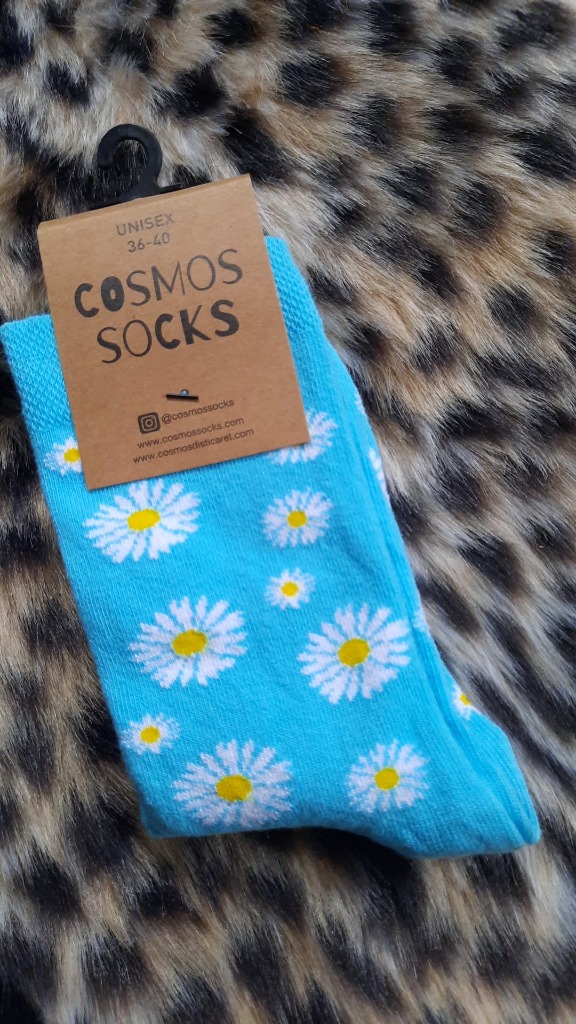 UNISEX
36-40
COSMOS
SOCKS
@cosmossocks
www.cosmossocks.com
www.cosmosdisticaret.com